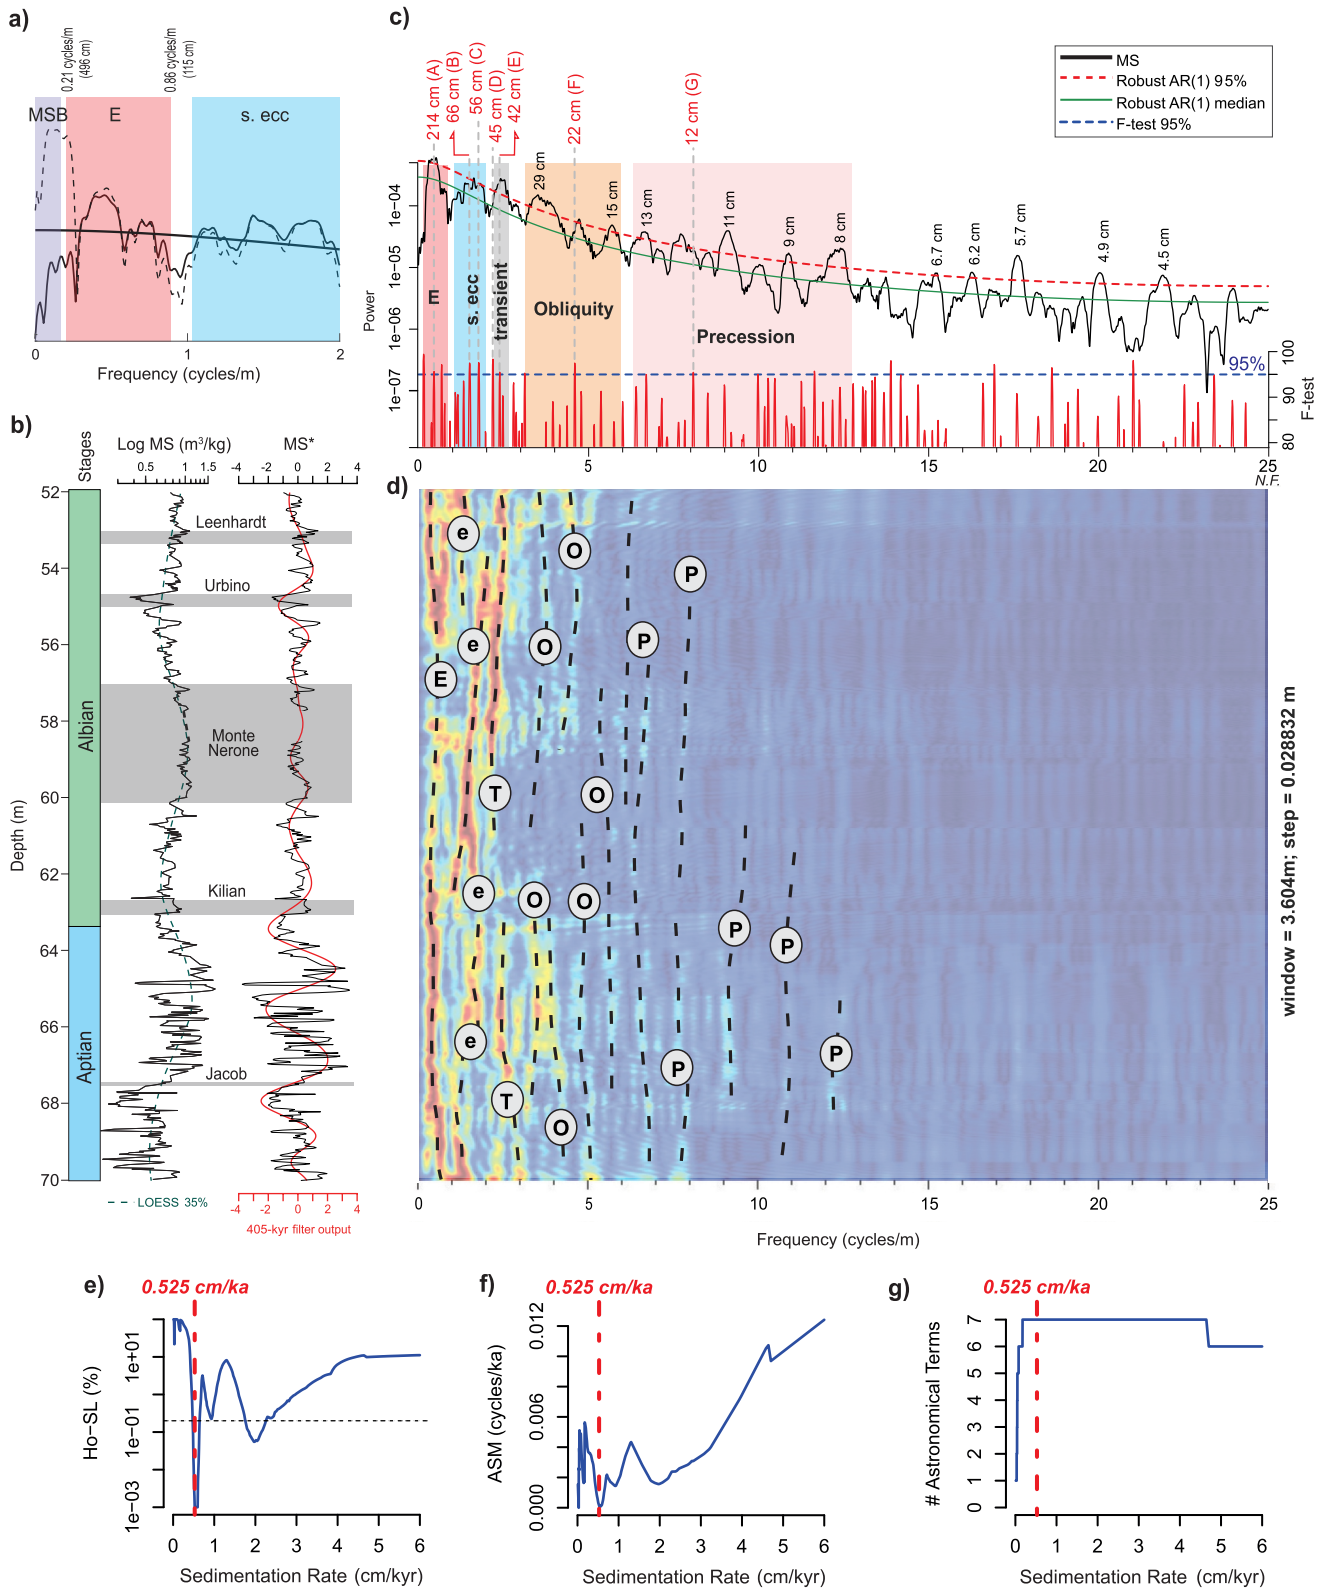 a)
0.21 cycles/m
(496 cm)
0.86 cycles/m
(115 cm)
MSB
E
s. ecc
0
1
2
Frequency (cycles/m)
c)
214 cm (A)
66 cm (B)
56 cm (C)
45 cm (D)
42 cm (E)
22 cm (F)
12 cm (G)
MS
Robust AR(1) 95%
Robust AR(1) median
F-test 95%
29 cm
15 cm
13 cm
11 cm
9 cm
8 cm
6.7 cm
6.2 cm
5.7 cm
4.9 cm
4.5 cm
1e-04
1e-05
1e-06
1e-07
Power
E
s. ecc
transient
Obliquity
Precession
95%
100
90
80
F-test
0
5
10
15
20
25
N.F.
b)
Stages
Log MS (m³/kg)
0.5
1
1.5
MS*
-4
-2
0
2
4
52
54
56
58
60
62
64
66
68
70
Depth (m)
Albian
Aptian
Leenhardt
Urbino
Monte
Nerone
Kilian
Jacob
LOESS 35%
-4
-2
0
2
4
405-kyr filter output
d)
e
O
P
e
O
P
E
T
O
e
O
O
P
P
e
P
P
T
O
0
5
10
15
20
25
Frequency (cycles/m)
window = 3.604m; step = 0.028832 m
e)
0.525 cm/ka
1e+01
1e-01
1e-03
Ho-SL (%)
0
1
2
3
4
5
6
Sedimentation Rate (cm/kyr)
f)
0.525 cm/ka
0.012
0.006
0.000
ASM (cycles/ka)
0
1
2
3
4
5
6
Sedimentation Rate (cm/kyr)
g)
0.525 cm/ka
7
6
5
4
3
2
1
0
# Astronomical Terms
0
1
2
3
4
5
6
Sedimentation Rate (cm/kyr)